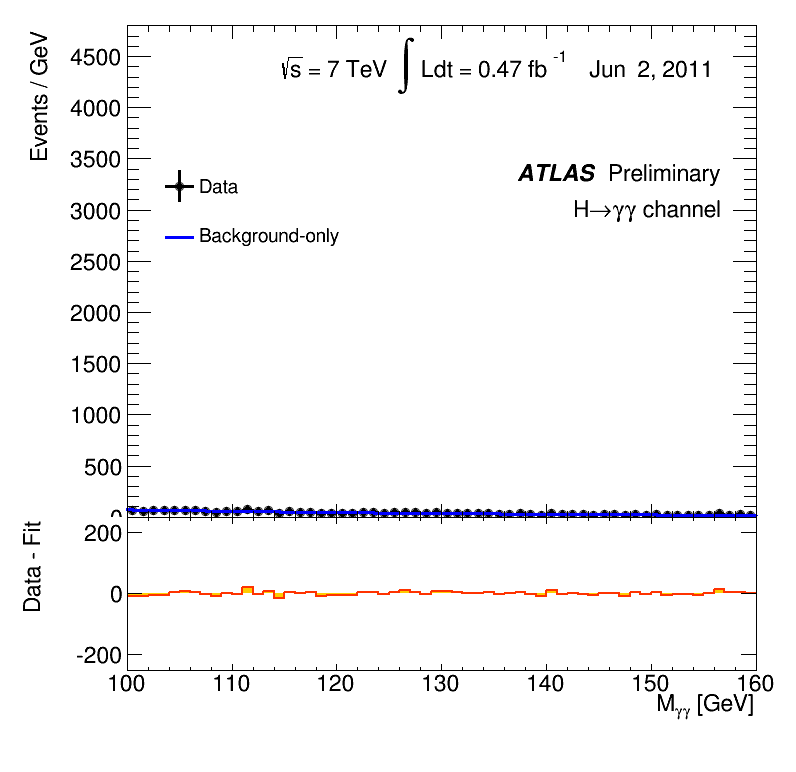 Events / GeV
4500
4000
3500
3000
2500
2000
1500
1000
500
0
√s = 7 TeV ∫ Ldt = 0.47 fb⁻¹ Jun 2, 2011
ATLAS Preliminary
H→γγ channel
Data
Background-only
Data - Fit
200
0
-200
100 110 120 130 140 150 160
Mγγ [GeV]